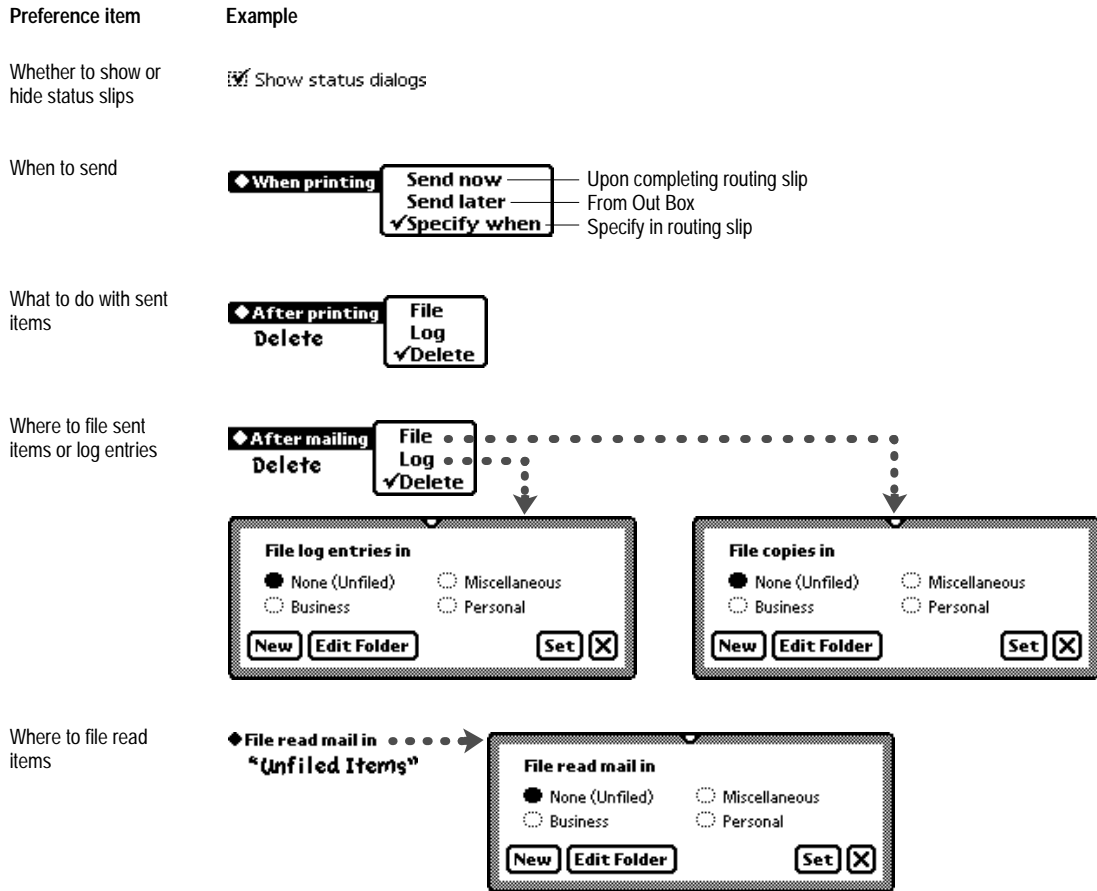 Preference item Example
Whether to show or
hide status slips
Show status dialogs
When to send
When printing
Send now
Send later
Specify when
Upon completing routing slip
From Out Box
Specify in routing slip
What to do with sent
items
After printing
Delete
File
Log
Delete
Where to file sent
items or log entries
After mailing
Delete
File
Log
Delete
File log entries in
None (Unfiled) Miscellaneous
Business Personal
New Edit Folder Set X
File copies in
None (Unfiled) Miscellaneous
Business Personal
New Edit Folder Set X
Where to file read
items
File read mail in
"Unfiled Items"
File read mail in
None (Unfiled) Miscellaneous
Business Personal
New Edit Folder Set X